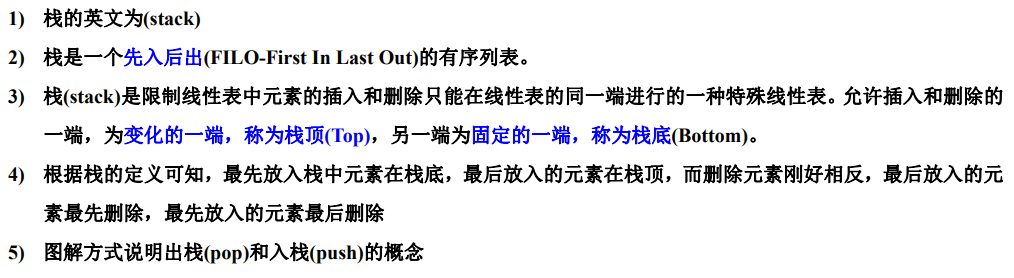 1) 栈的英文为(stack)
2) 栈是一个先入后出(FILO-First In Last Out)的有序列表。
3) 栈(stack)是限制线性表中元素的插入和删除只能在线性表的同一端进行的一种特殊线性表。允许插入和删除的
一端，为变化的一端，称为栈顶(Top)，另一端为固定的一端，称为栈底(Bottom)。
4) 根据栈的定义可知，最先放入栈中元素在栈底，最后放入的元素在栈顶，而删除元素刚好相反，最后放入的元
素最先删除，最先放入的元素最后删除
5) 图解方式说明出栈(pop)和入栈(push)的概念